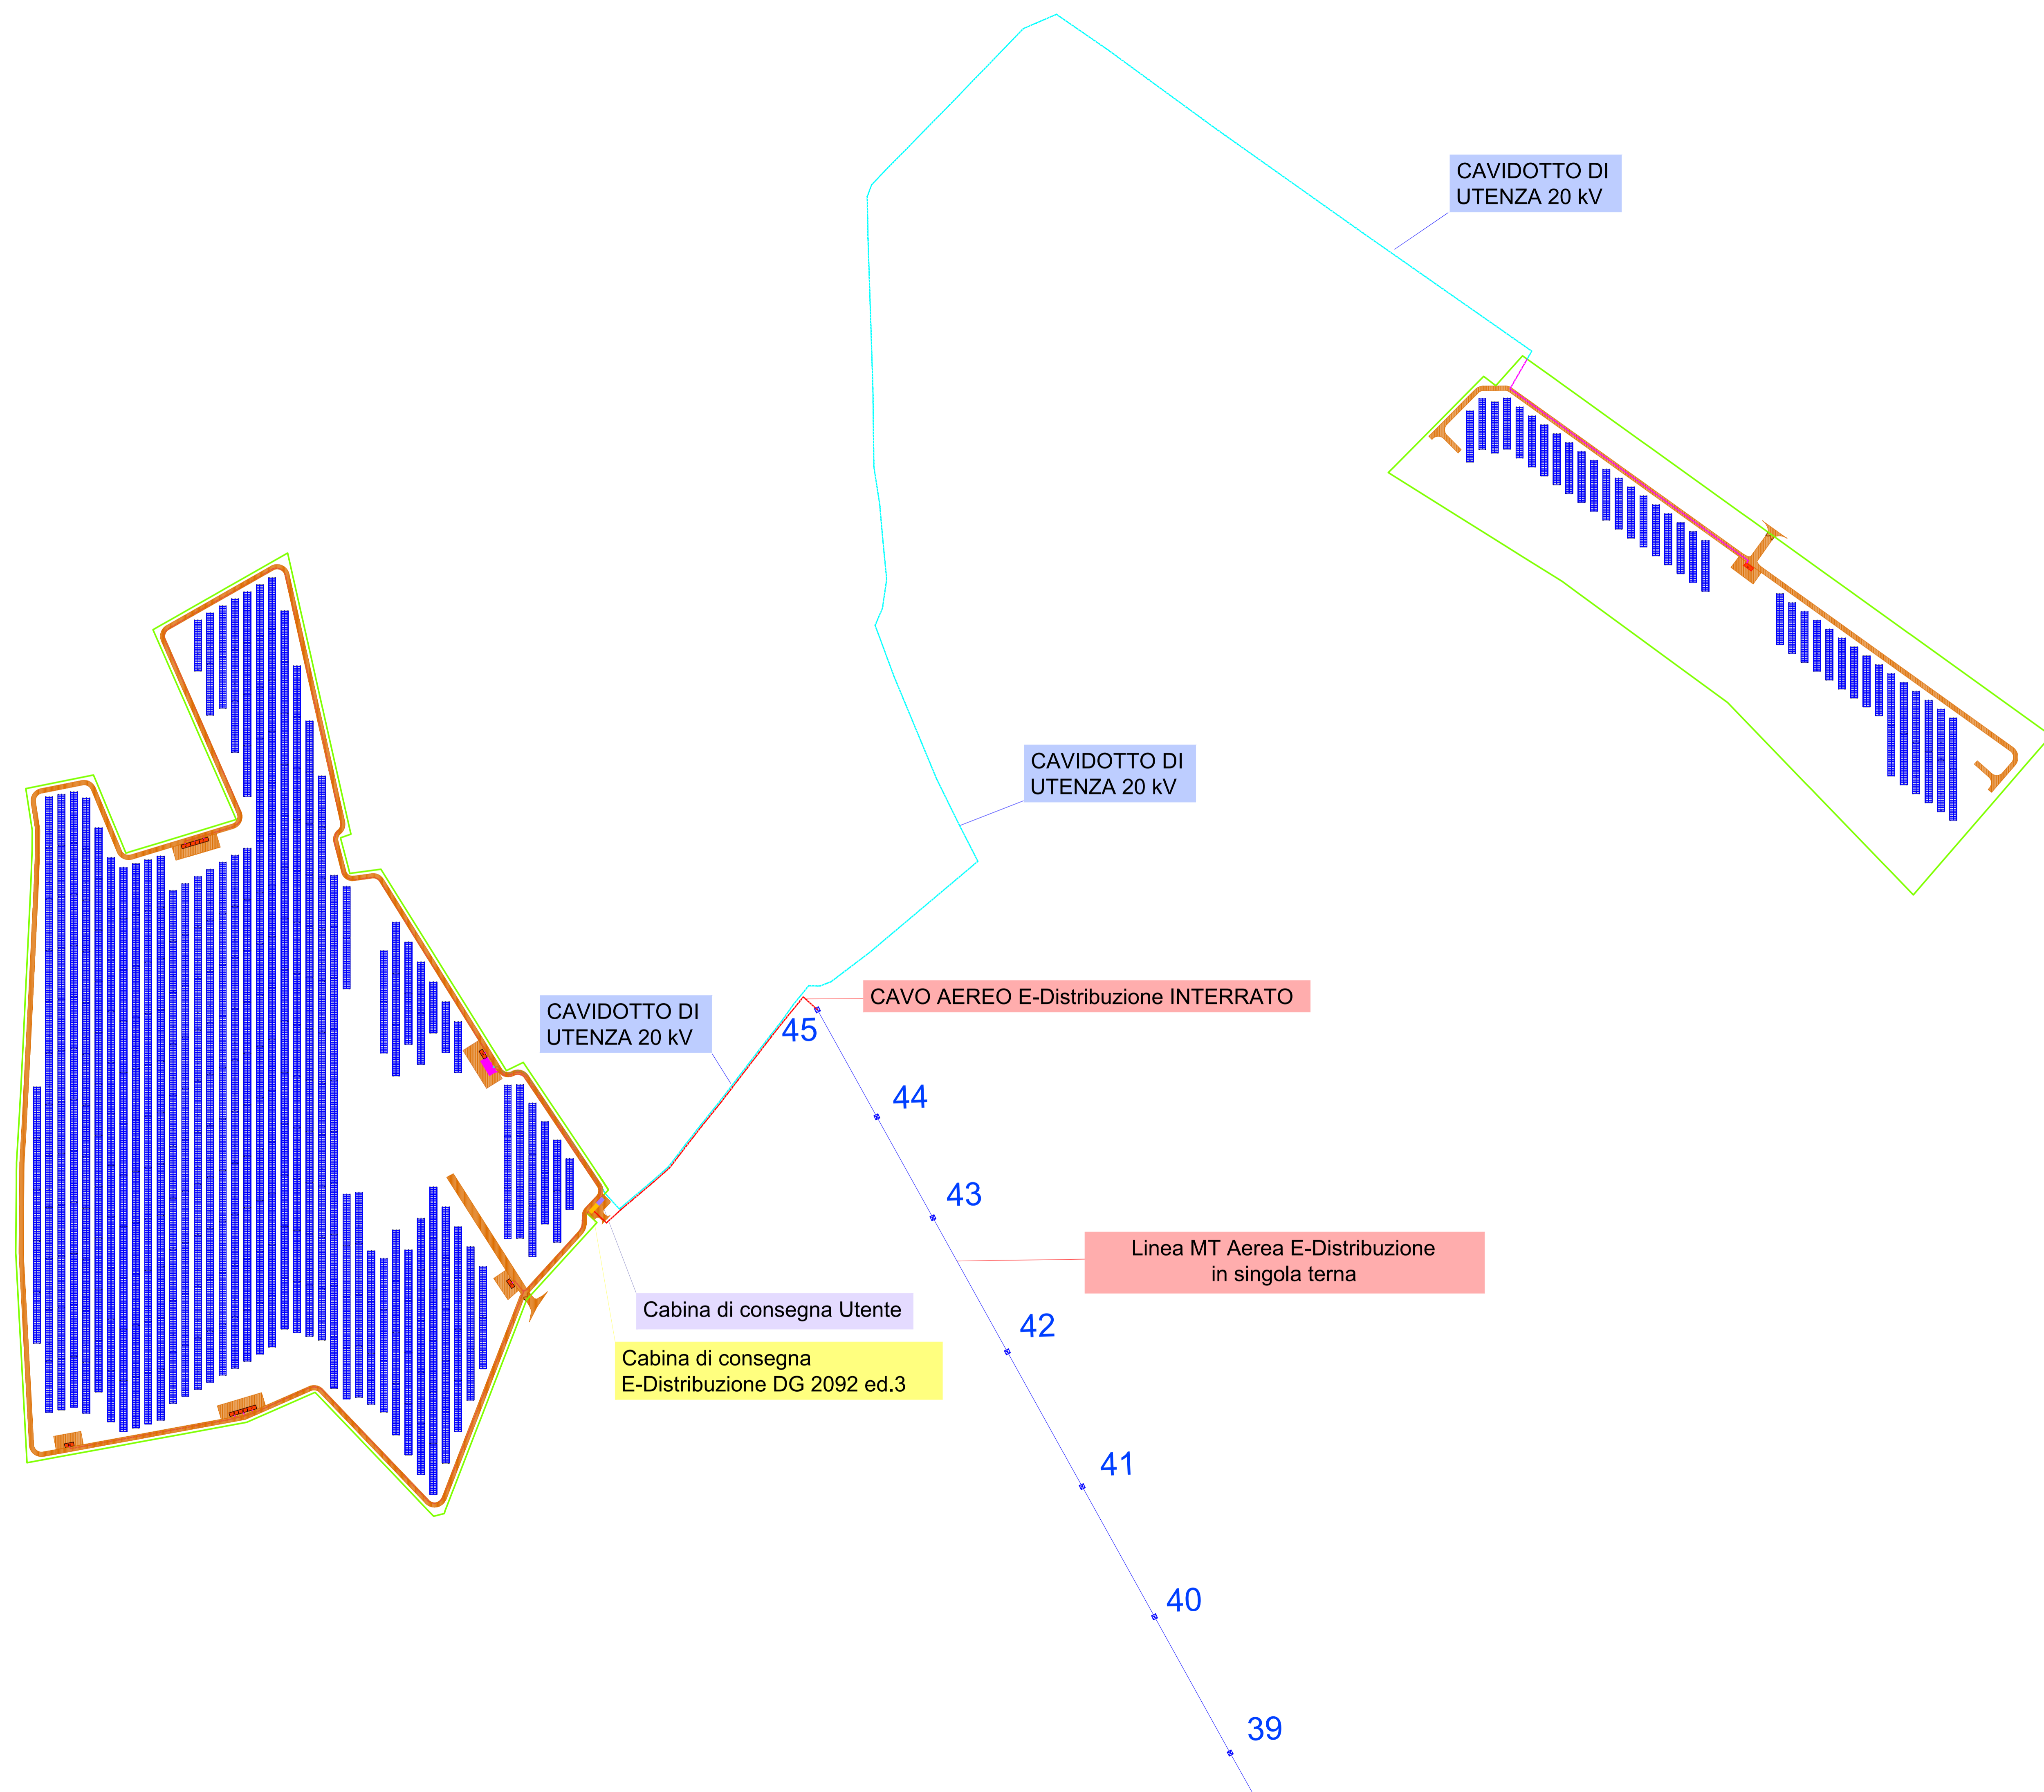 CAVIDOTTO DI
UTENZA 20 kV
CAVIDOTTO DI
UTENZA 20 kV
CAVO AEREO E-Distribuzione INTERRATO
CAVIDOTTO DI
UTENZA 20 kV
45
44
43
Linea MT Aerea E-Distribuzione
in singola terna
Cabina di consegna Utente
42
Cabina di consegna
E-Distribuzione DG 2092 ed.3
41
40
39